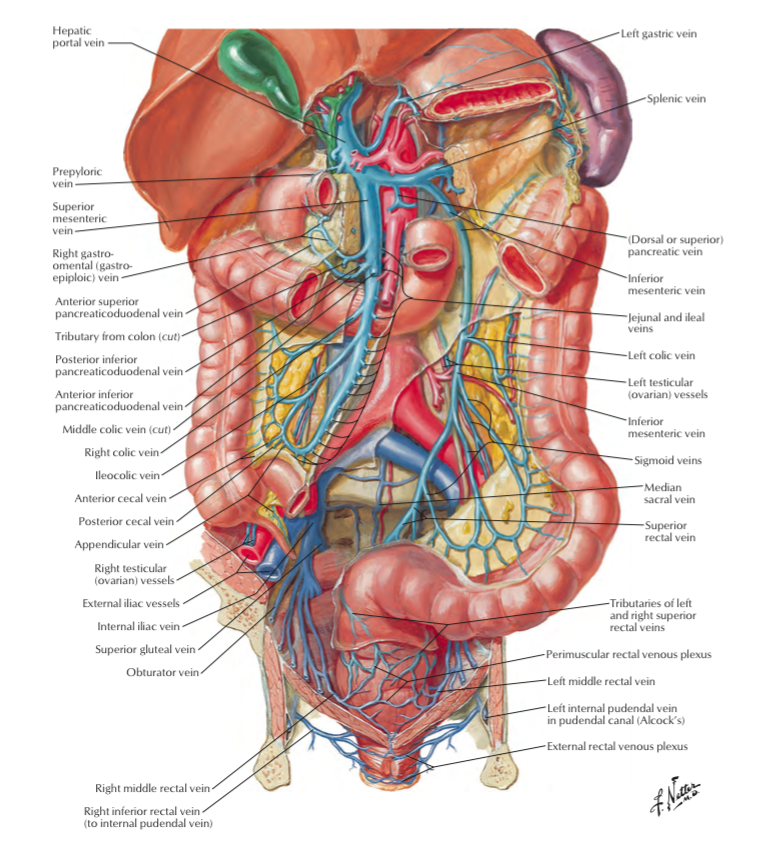 Hepatic
portal vein
Prepyloric
vein
Superior
mesenteric
vein
Right gastro-
omental (gastro-
epiploic) vein
Anterior superior
pancreaticoduodenal vein
Tributary from colon (cut)
Posterior inferior
pancreaticoduodenal vein
Anterior inferior
pancreaticoduodenal vein
Middle colic vein (cut)
Right colic vein
Ileocolic vein
Anterior cecal vein
Posterior cecal vein
Appendicular vein
Right testicular
(ovarian) vessels
External iliac vessels
Internal iliac vein
Superior gluteal vein
Obturator vein
Right middle rectal vein
Right inferior rectal vein
(to internal pudendal vein)
Left gastric vein
Splenic vein
(Dorsal or superior)
pancreatic vein
Inferior
mesenteric vein
Jejunal and ileal
veins
Left colic vein
Left testicular
(ovarian) vessels
Inferior
mesenteric vein
Sigmoid veins
Median
sacral vein
Superior
rectal vein
Tributaries of left
and right superior
rectal veins
Perimuscular rectal venous plexus
Left middle rectal vein
Left internal pudendal vein
in pudendal canal (Alcock's)
External rectal venous plexus
F. Netter
M.D.